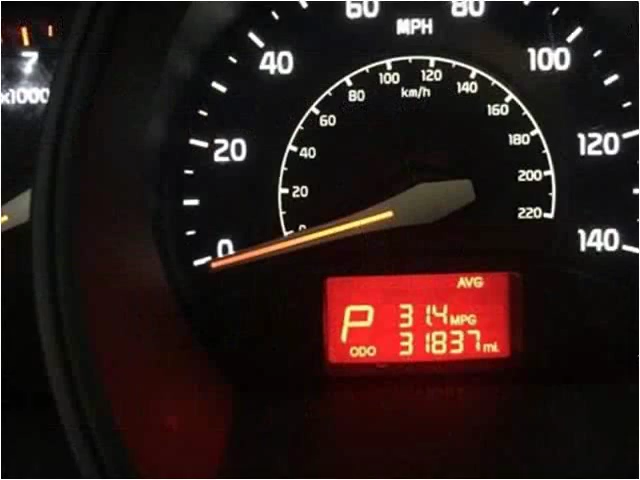 60 80
MPH
7
x1000
40 100
100 120
80 140
km/h
60 160
40 180
20 120
20 200
220
0 140
AVG
P 31.4 MPG
ODO 31837 mi.